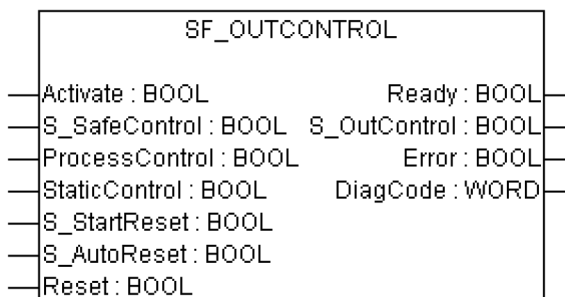 SF_OUTCONTROL
Activate : BOOL Ready : BOOL
S_SafeControl : BOOL S_OutControl : BOOL
ProcessControl : BOOL Error : BOOL
StaticControl : BOOL DiagCode : WORD
S_StartReset : BOOL
S_AutoReset : BOOL
Reset : BOOL